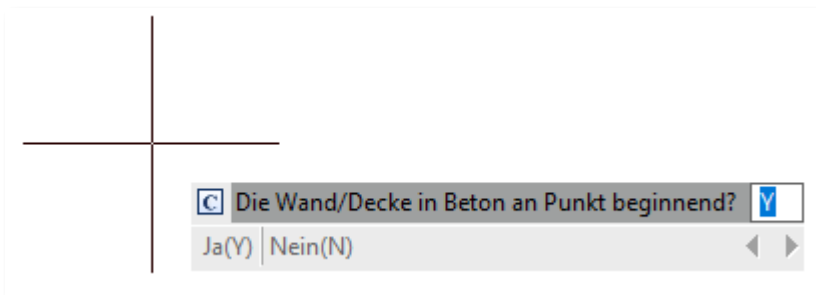 C Die Wand/Decke in Beton an Punkt beginnend? Y
Ja(Y) Nein(N)